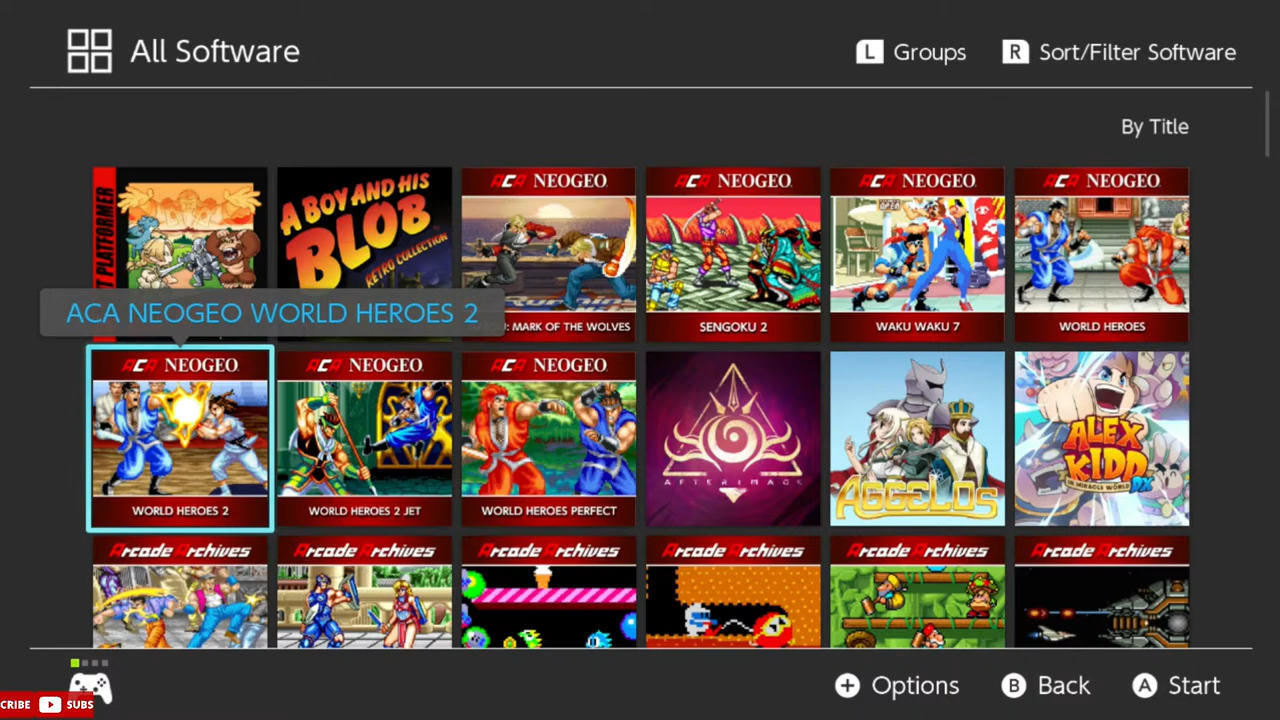 All Software
L Groups
R Sort/Filter Software
By Title
T PLATFORMER
A BOY AND HIS
BLOB
RETRO COLLECTION
ACA NEOGEO
ACA NEOGEO
ACA NEOGEO
ACA NEOGEO
ACA NEOGEO WORLD HEROES 2
U: MARK OF THE WOLVES
SENGOKU 2
WAKU WAKU 7
WORLD HEROES
ACA NEOGEO
ACA NEOGEO
ACA NEOGEO
AFTERIMAGE
AGGELOS
ALEX
KIDD
IN MIRACLE WORLD DX
WORLD HEROES 2
WORLD HEROES 2 JET
WORLD HEROES PERFECT
Arcade Archives
Arcade Archives
Arcade Archives
Arcade Archives
Arcade Archives
Arcade Archives
+ Options
B Back
A Start
CRIBE
SUBS